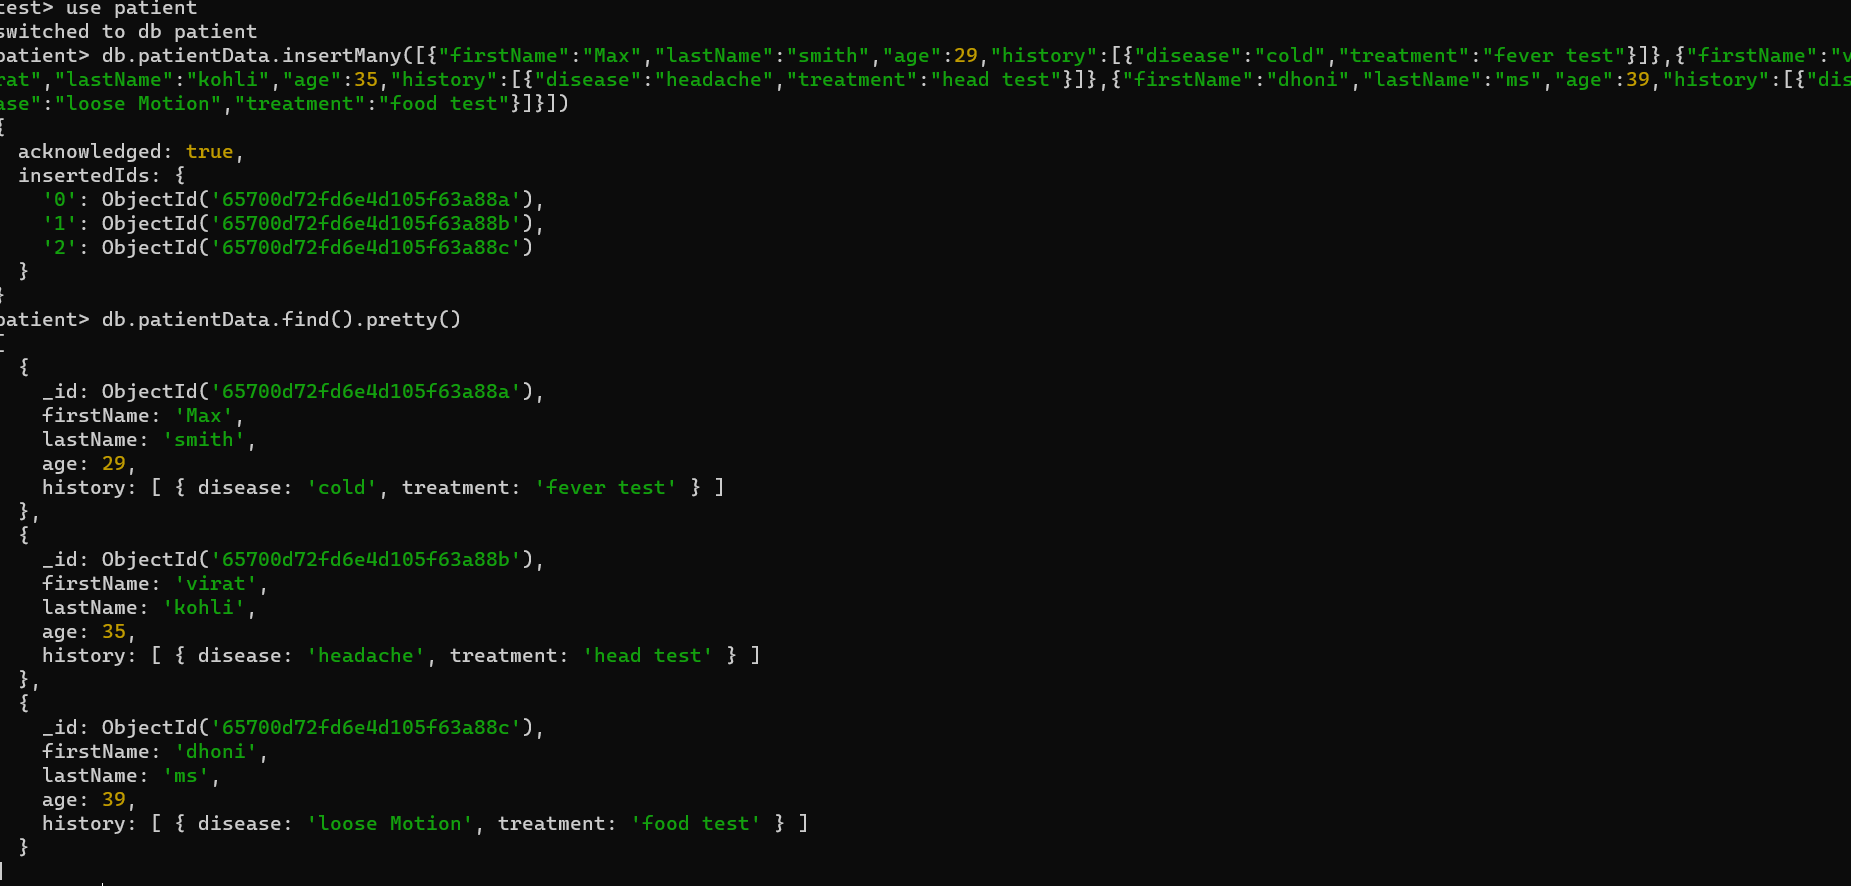 test> use patient
switched to db patient
patient> db.patientData.insertMany([{"firstName":"Max","lastName":"smith","age":29,"history":[{"disease":"cold","treatment":"fever test"}]},{"firstName":"v
rat","lastName":"kohli","age":35,"history":[{"disease":"headache","treatment":"head test"}]},{"firstName":"dhoni","lastName":"ms","age":39,"history":[{"dis
ase":"loose Motion","treatment":"food test"}]}])
{
  acknowledged: true,
  insertedIds: {
    '0': ObjectId('65700d72fd6e4d105f63a88a'),
    '1': ObjectId('65700d72fd6e4d105f63a88b'),
    '2': ObjectId('65700d72fd6e4d105f63a88c')
  }
}
patient> db.patientData.find().pretty()
[
  {
    _id: ObjectId('65700d72fd6e4d105f63a88a'),
    firstName: 'Max',
    lastName: 'smith',
    age: 29,
    history: [ { disease: 'cold', treatment: 'fever test' } ]
  },
  {
    _id: ObjectId('65700d72fd6e4d105f63a88b'),
    firstName: 'virat',
    lastName: 'kohli',
    age: 35,
    history: [ { disease: 'headache', treatment: 'head test' } ]
  },
  {
    _id: ObjectId('65700d72fd6e4d105f63a88c'),
    firstName: 'dhoni',
    lastName: 'ms',
    age: 39,
    history: [ { disease: 'loose Motion', treatment: 'food test' } ]
  }
]